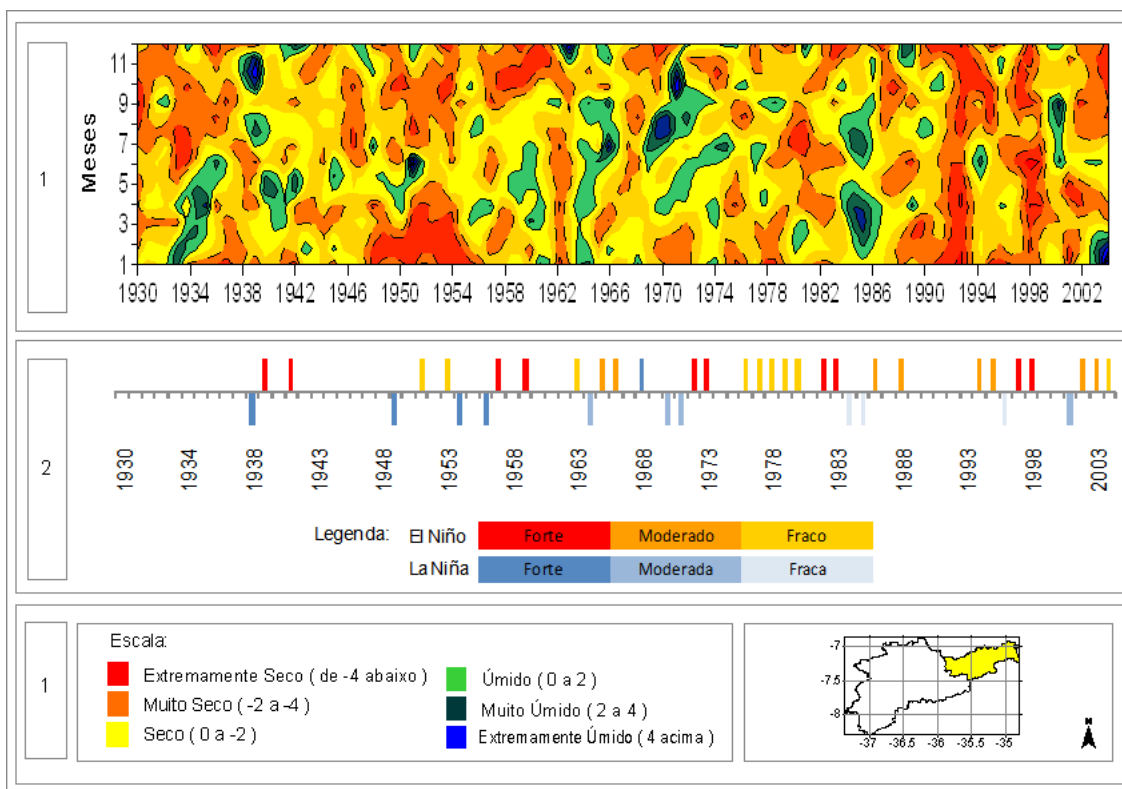 1
Meses
11
9
7
5
3
1
1930 1934 1938 1942 1946 1950 1954 1958 1962 1966 1970 1974 1978 1982 1986 1990 1994 1998 2002
2
1930 1934 1938 1943 1948 1953 1958 1963 1968 1973 1978 1983 1988 1993 1998 2003
Legenda: El Niño Forte Moderado Fraco
La Niña Forte Moderada Fraca
1
Escala:
Extremamente Seco ( de -4 abaixo )
Muito Seco ( -2 a -4 )
Seco ( 0 a -2 )
Úmido ( 0 a 2 )
Muito Úmido ( 2 a 4 )
Extremamente Úmido ( 4 acima )
-7
-7.5
-8
-37 -36.5 -36 -35.5 -35
N